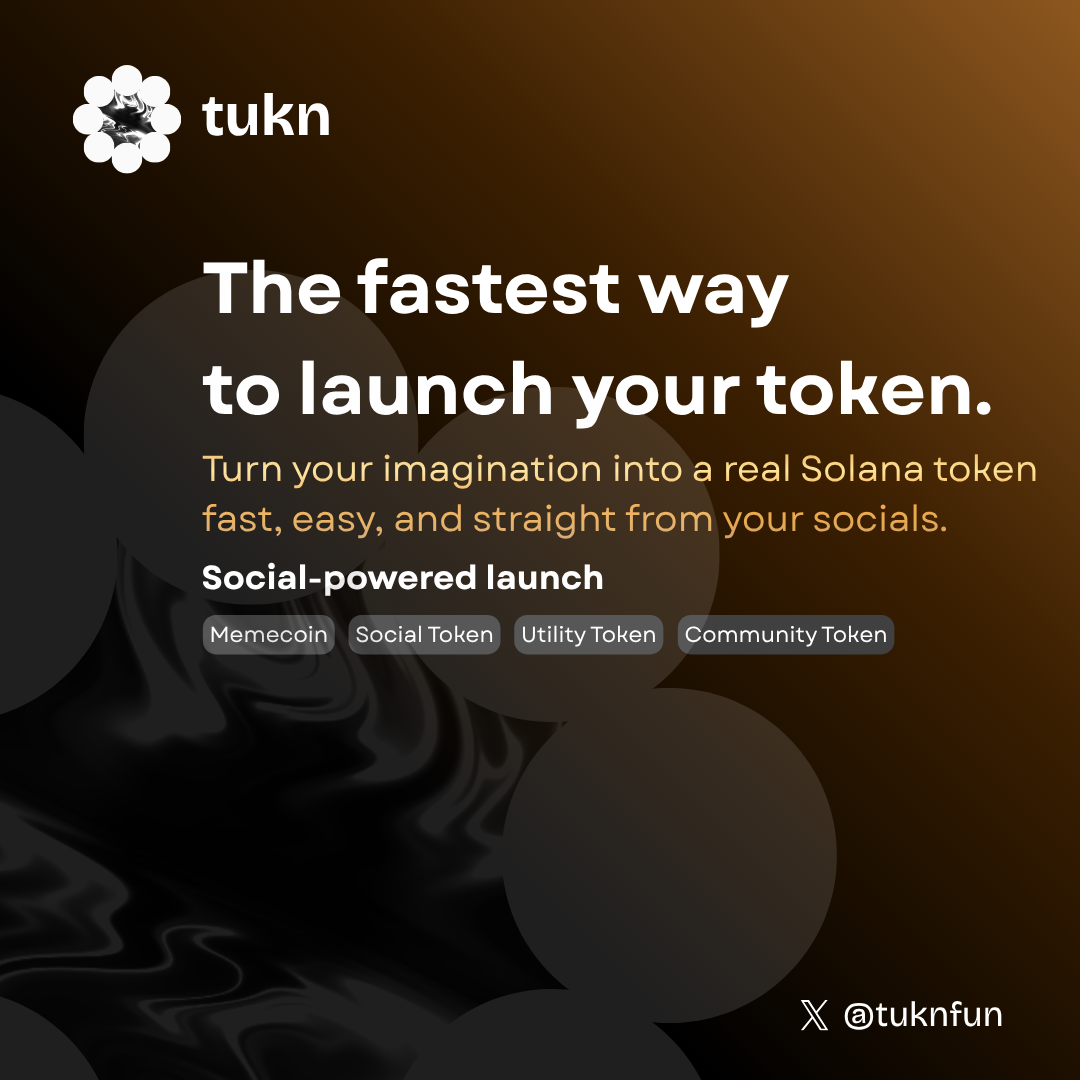 tukn
The fastest way
to launch your token.
Turn your imagination into a real Solana token
fast, easy, and straight from your socials.
Social-powered launch
Memecoin Social Token Utility Token Community Token
𝕏 @tuknfun